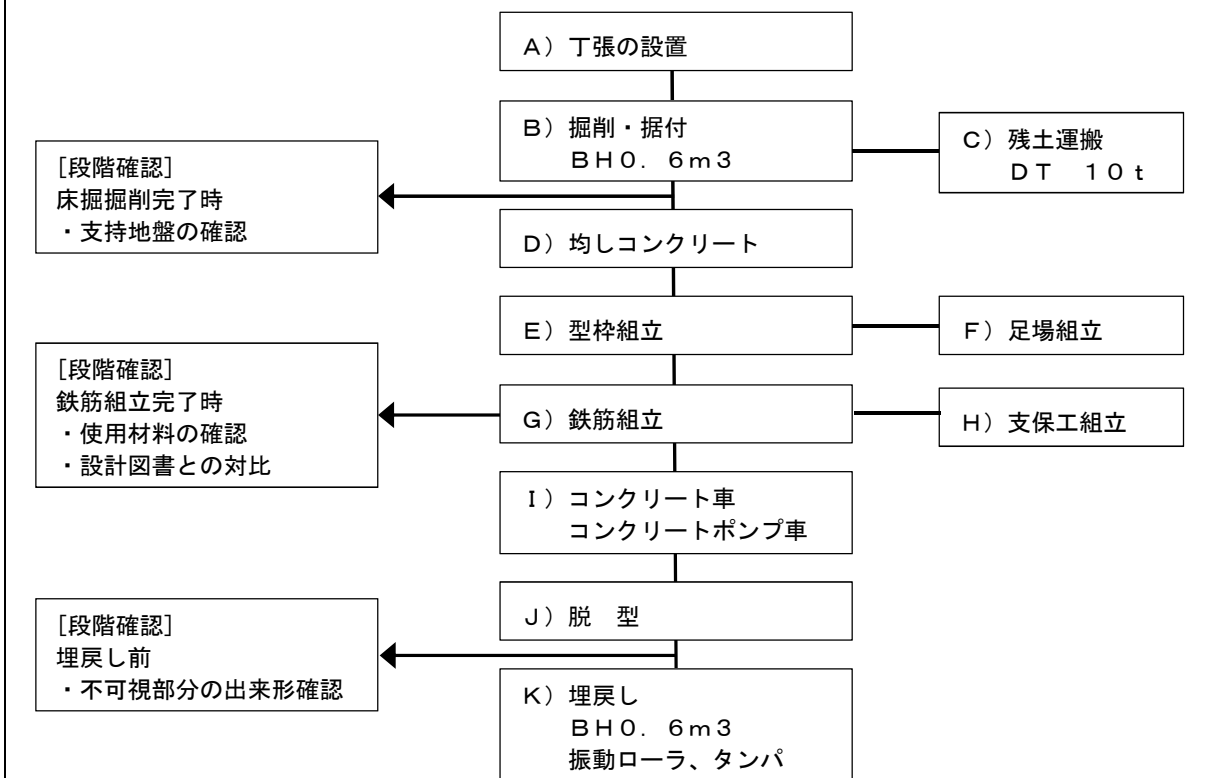 Ａ）丁張の設置
Ｂ）掘削・据付
ＢＨ０．６ｍ３
Ｃ）残土運搬
ＤＴ　１０ｔ
［段階確認］
床掘掘削完了時
・支持地盤の確認
Ｄ）均しコンクリート
Ｅ）型枠組立
Ｆ）足場組立
［段階確認］
鉄筋組立完了時
・使用材料の確認
・設計図書との対比
Ｇ）鉄筋組立
Ｈ）支保工組立
Ｉ）コンクリート車
コンクリートポンプ車
Ｊ）脱　型
［段階確認］
埋戻し前
・不可視部分の出来形確認
Ｋ）埋戻し
ＢＨ０．６ｍ３
振動ローラ、タンパ